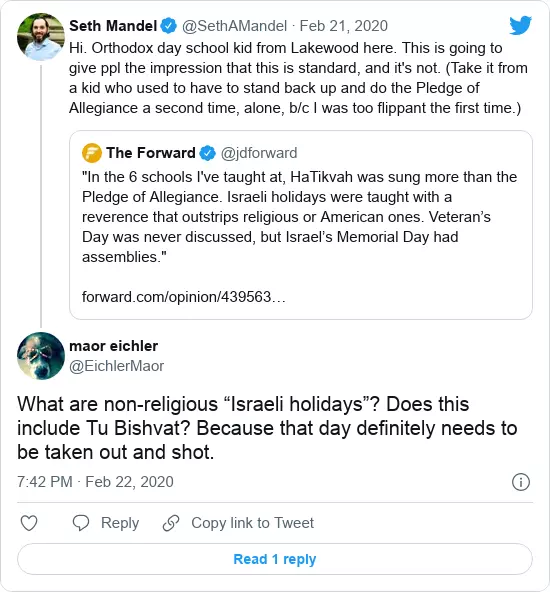 Seth Mandel @SethAMandel · Feb 21, 2020
Hi. Orthodox day school kid from Lakewood here. This is going to
give ppl the impression that this is standard, and it's not. (Take it from
a kid who used to have to stand back up and do the Pledge of
Allegiance a second time, alone, b/c I was too flippant the first time.)
The Forward @jdforward
"In the 6 schools I've taught at, HaTikvah was sung more than the
Pledge of Allegiance. Israeli holidays were taught with a
reverence that outstrips religious or American ones. Veteran’s
Day was never discussed, but Israel’s Memorial Day had
assemblies."
forward.com/opinion/439563…
maor eichler
@EichlerMaor
What are non-religious “Israeli holidays”? Does this
include Tu Bishvat? Because that day definitely needs to
be taken out and shot.
7:42 PM · Feb 22, 2020
Reply Copy link to Tweet
Read 1 reply